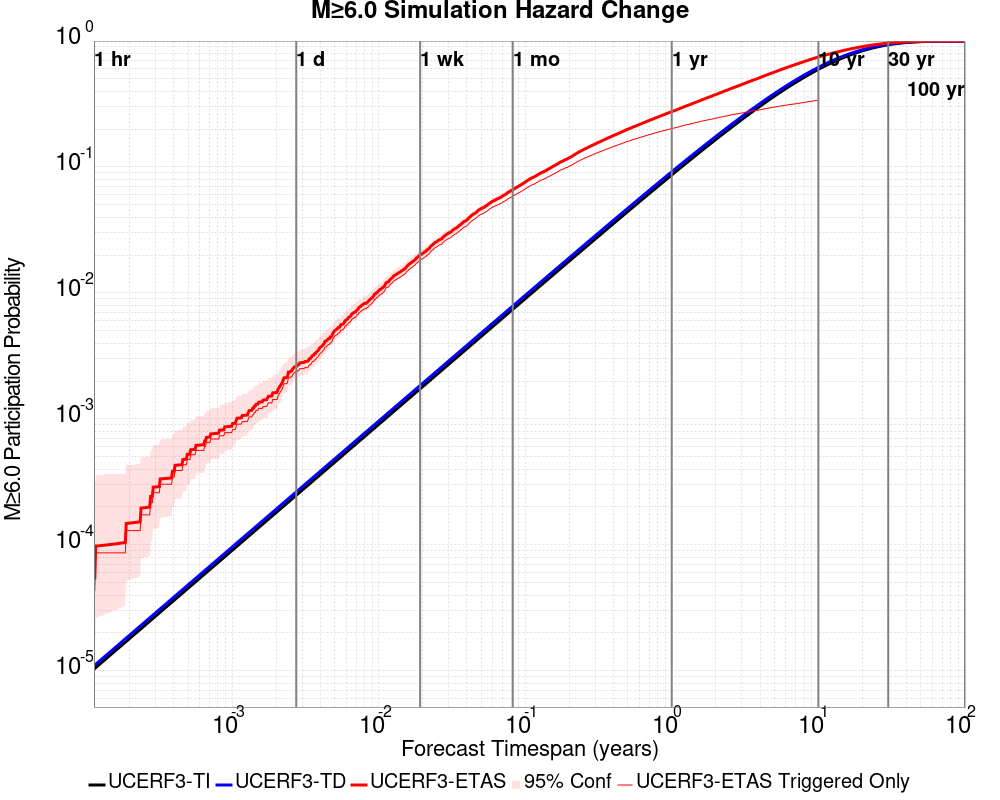 M≥6.0 Simulation Hazard Change
M≥6.0 Participation Probability
10^0
10^-1
10^-2
10^-3
10^-4
10^-5
1 hr
1 d
1 wk
1 mo
1 yr
10 yr
30 yr
100 yr
10^-3
10^-2
10^-1
10^0
10^1
10^2
Forecast Timespan (years)
UCERF3-TI UCERF3-TD UCERF3-ETAS 95% Conf UCERF3-ETAS Triggered Only